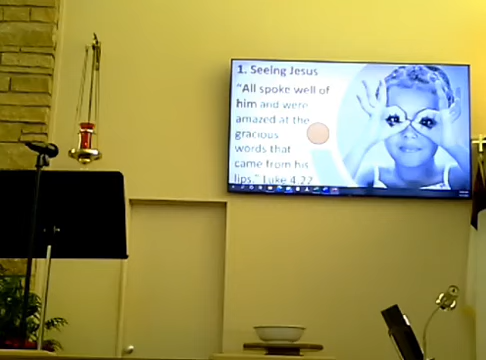 1. Seeing Jesus
“All spoke well of
him and were
amazed at the
gracious
words that
came from his
lips.” Luke 4.22